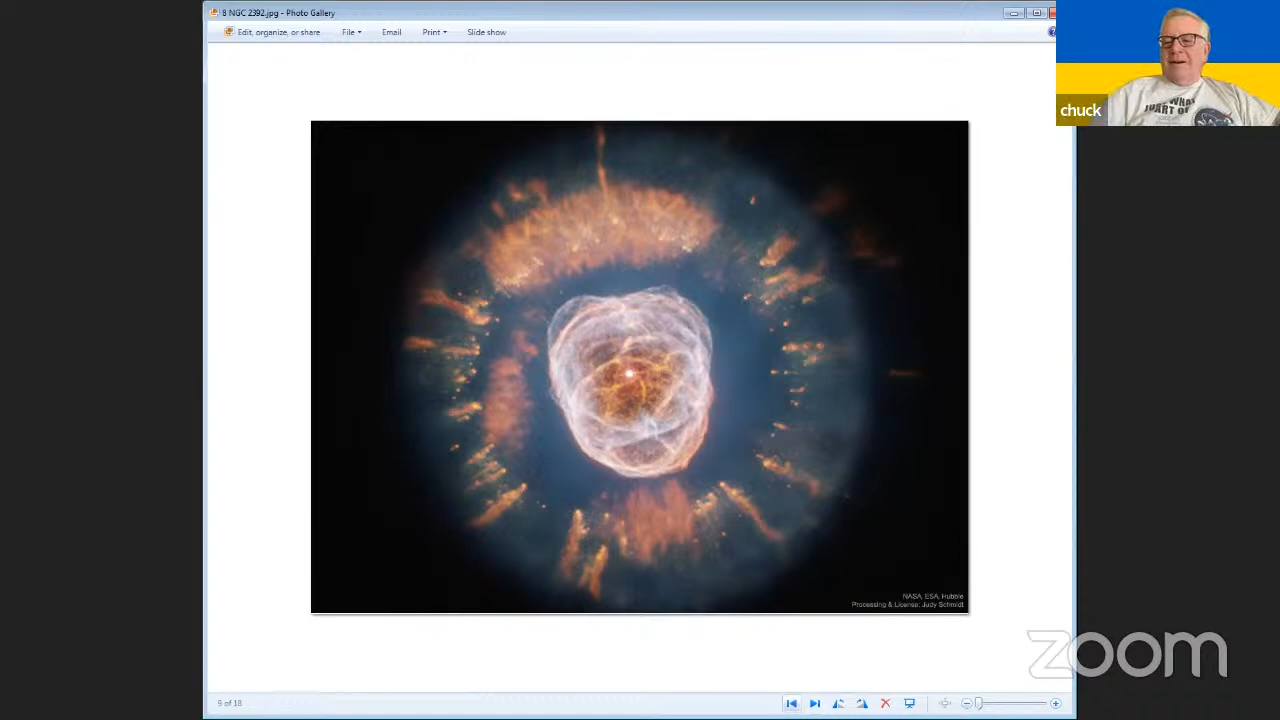 8 NGC 2392.jpg - Photo Gallery
Edit, organize, or share File Email Print Slide show
chuck
NASA, ESA, Hubble
Processing & License: Judy Schmidt
zoom
9 of 18